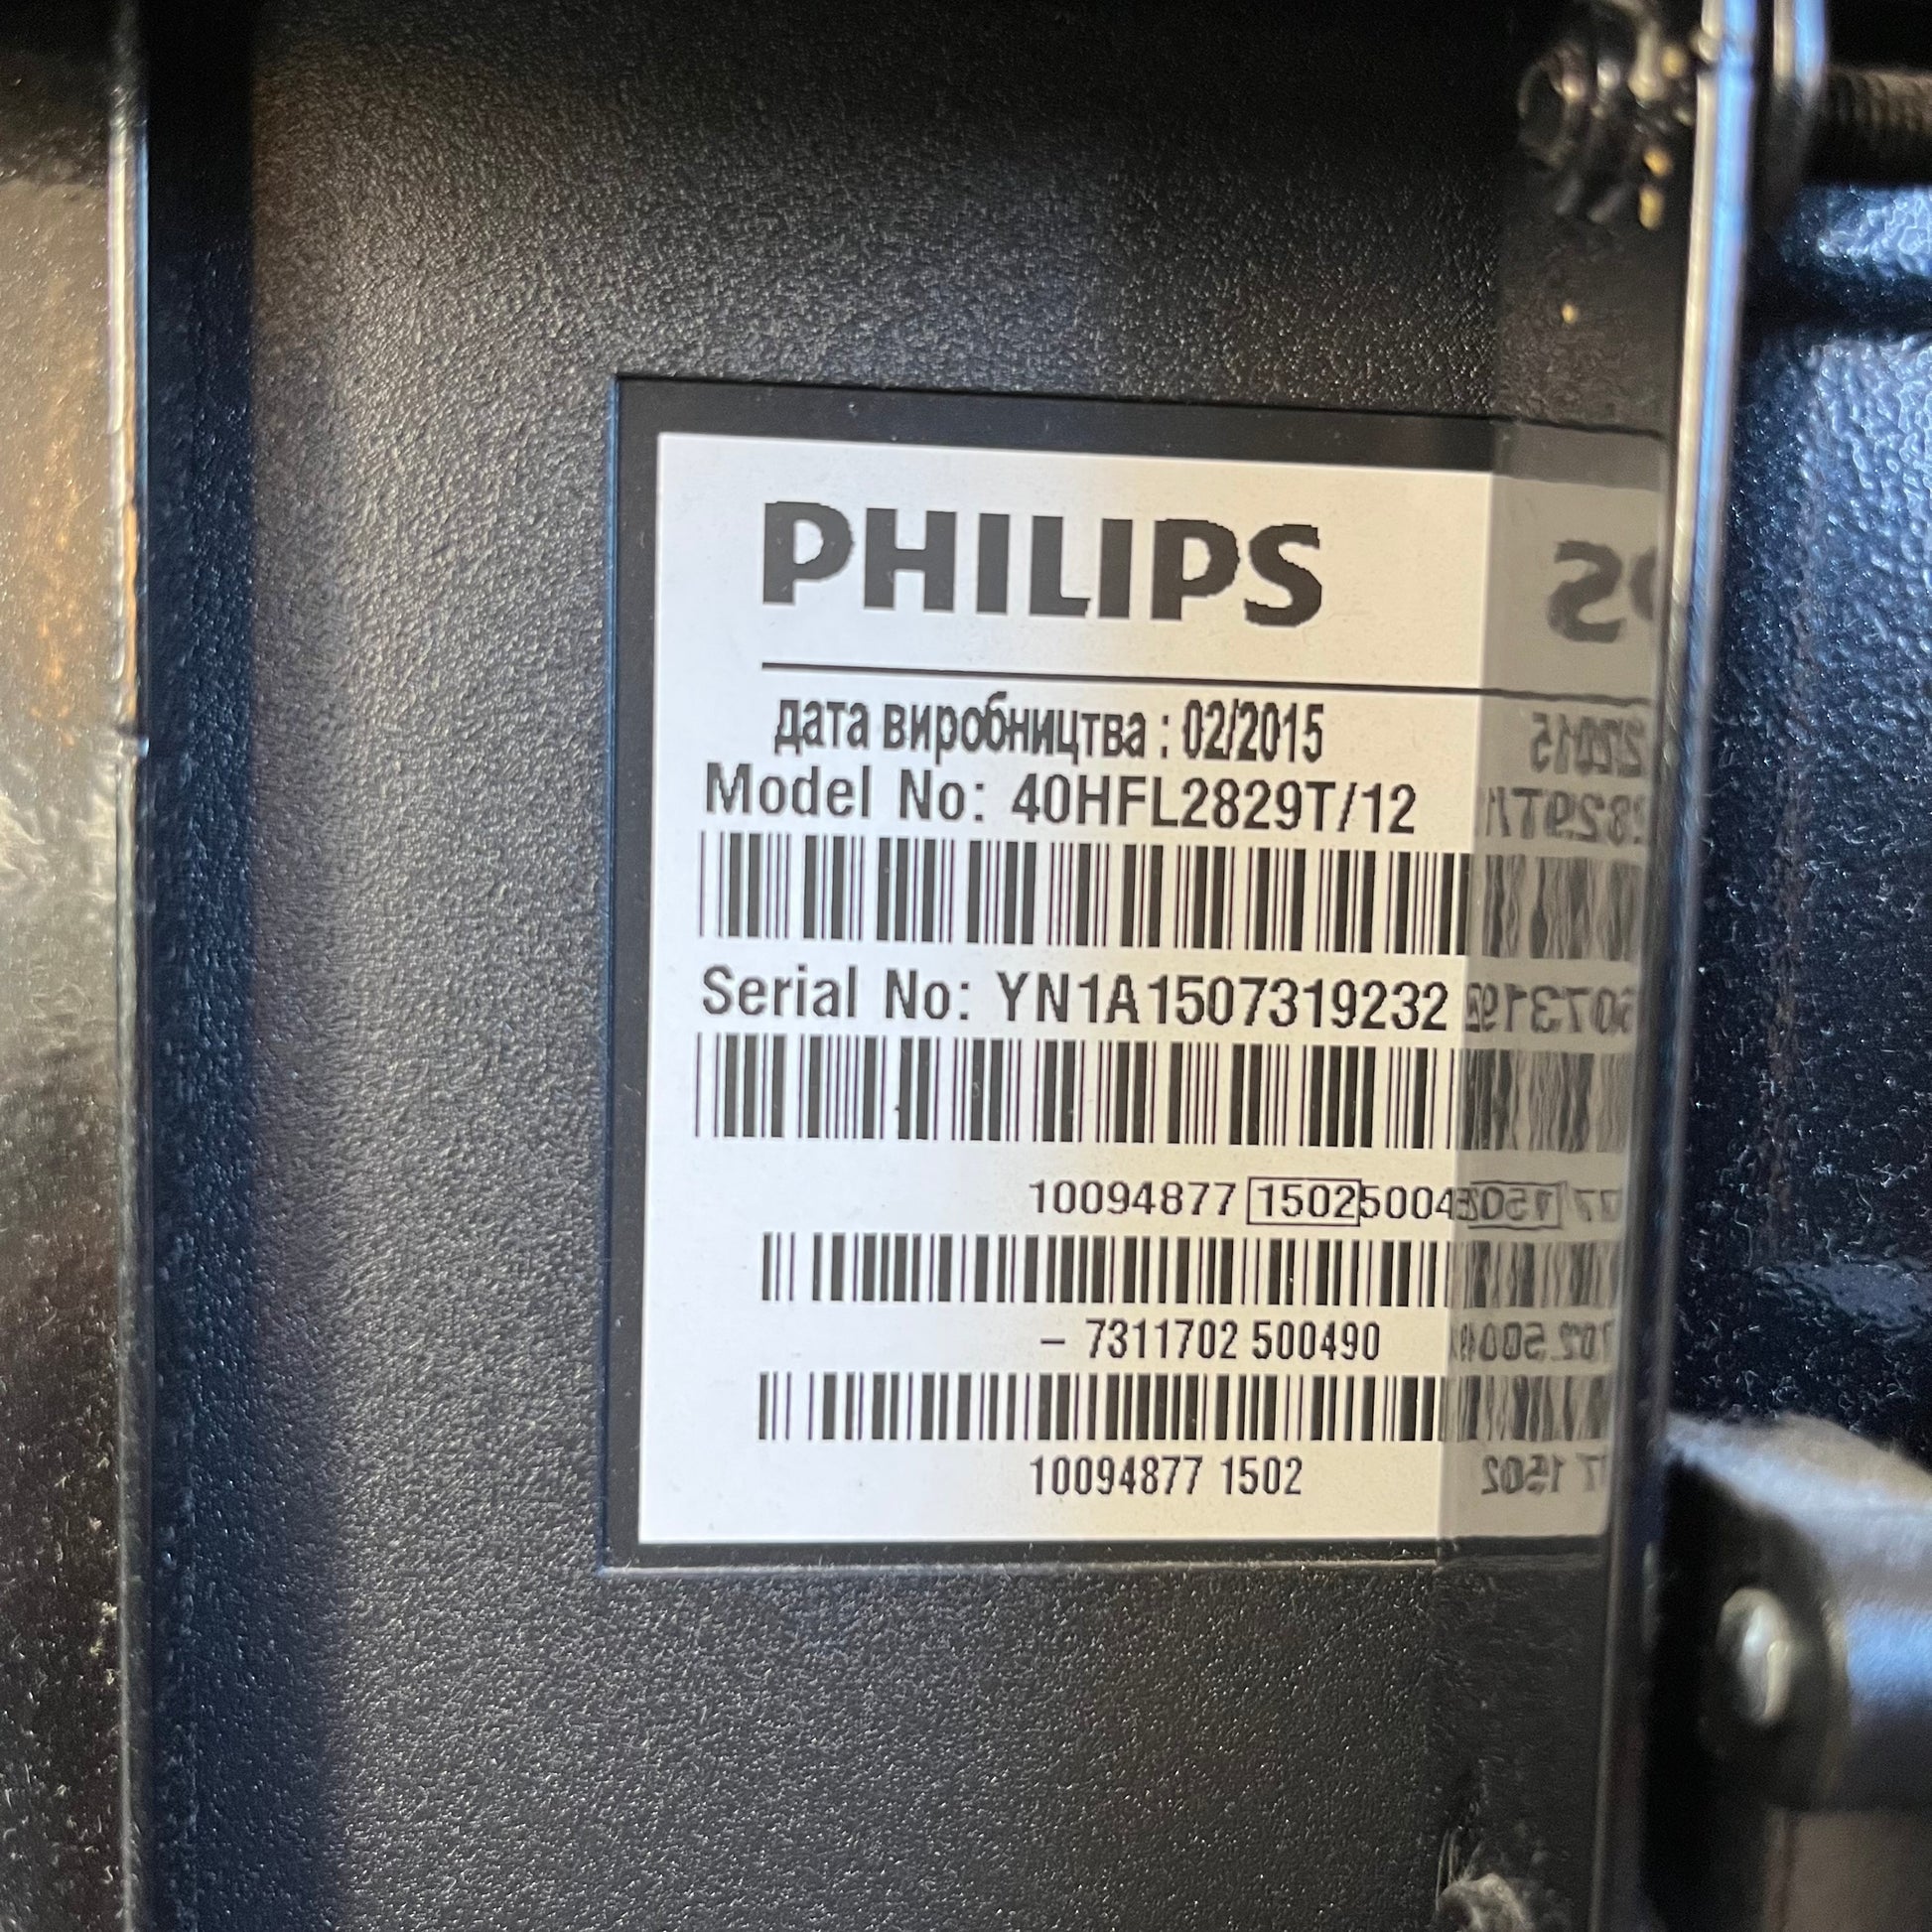 PHILIPS
дата виробництва : 02/2015
Model No: 40HFL2829T/12
Serial No: YN1A1507319232
10094877 1502
– 7311702 500490
10094877 1502